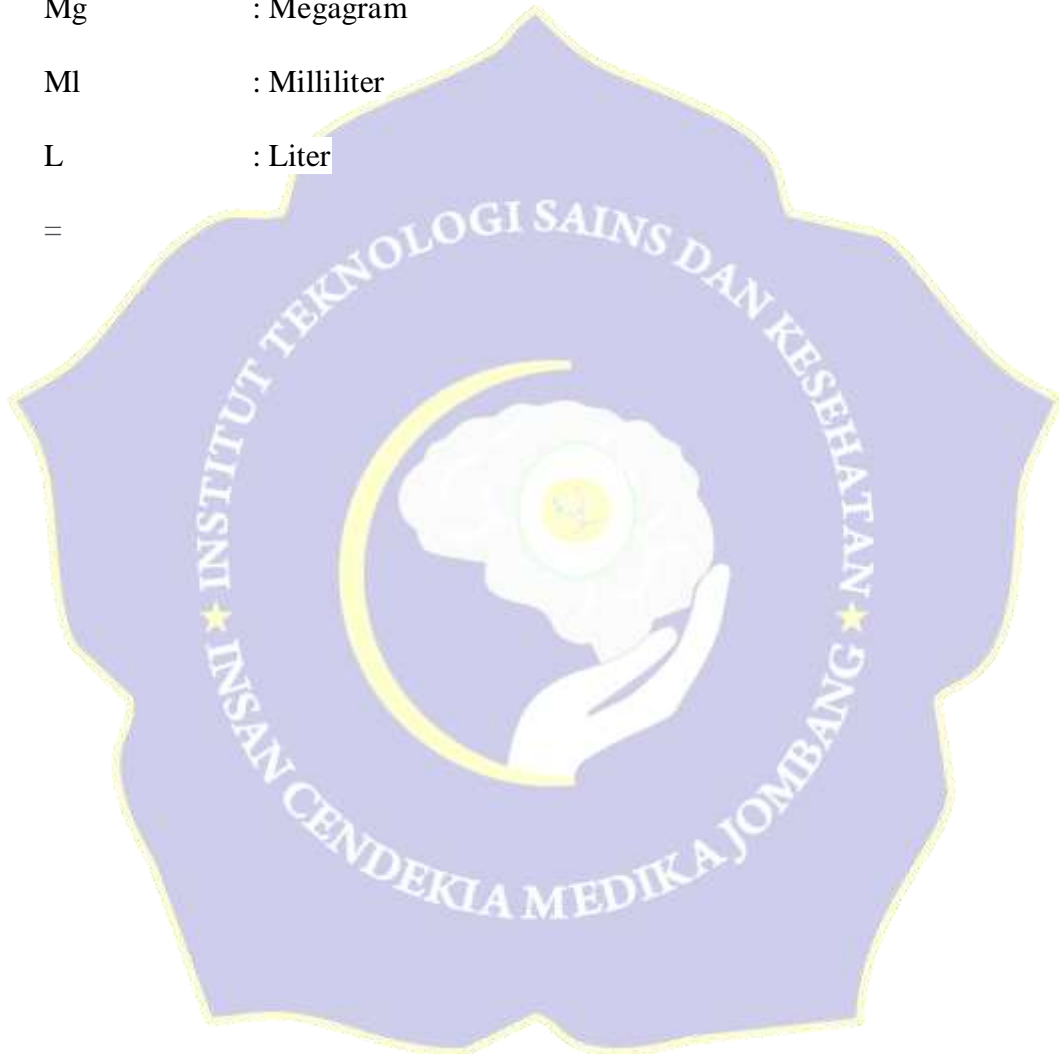 Mg : Megagram
Ml : Milliliter
L : Liter
=
INSTITUT TEKNOLOGI SAINS DAN KESEHATAN
★ INSAN CENDEKIA MEDIKA JOMBANG ★